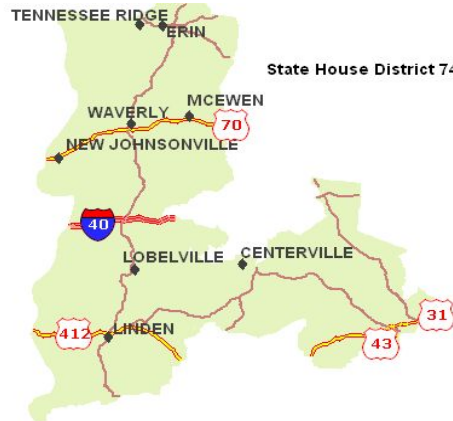 TENNESSEE RIDGE
ERIN
State House District 74
WAVERLY
MCEWEN
70
NEW JOHNSONVILLE
40
LOBELVILLE
CENTERVILLE
412
LINDEN
31
43